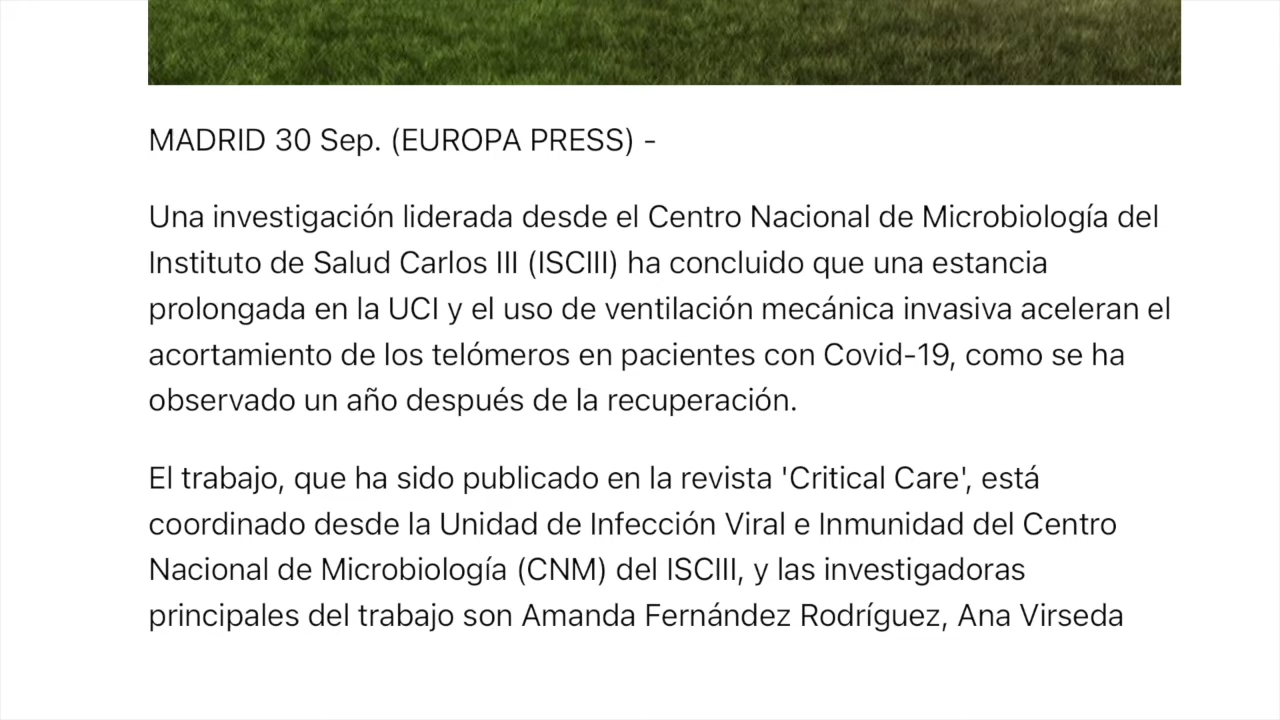 MADRID 30 Sep. (EUROPA PRESS) -
Una investigación liderada desde el Centro Nacional de Microbiología del
Instituto de Salud Carlos III (ISCIII) ha concluido que una estancia
prolongada en la UCI y el uso de ventilación mecánica invasiva aceleran el
acortamiento de los telómeros en pacientes con Covid-19, como se ha
observado un año después de la recuperación.
El trabajo, que ha sido publicado en la revista 'Critical Care', está
coordinado desde la Unidad de Infección Viral e Inmunidad del Centro
Nacional de Microbiología (CNM) del ISCIII, y las investigadoras
principales del trabajo son Amanda Fernández Rodríguez, Ana Virseda